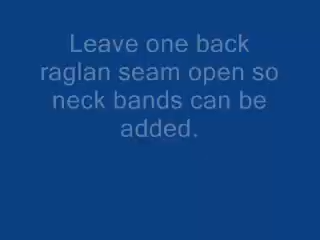 Leave one back
raglan seam open so
neck bands can be
added.